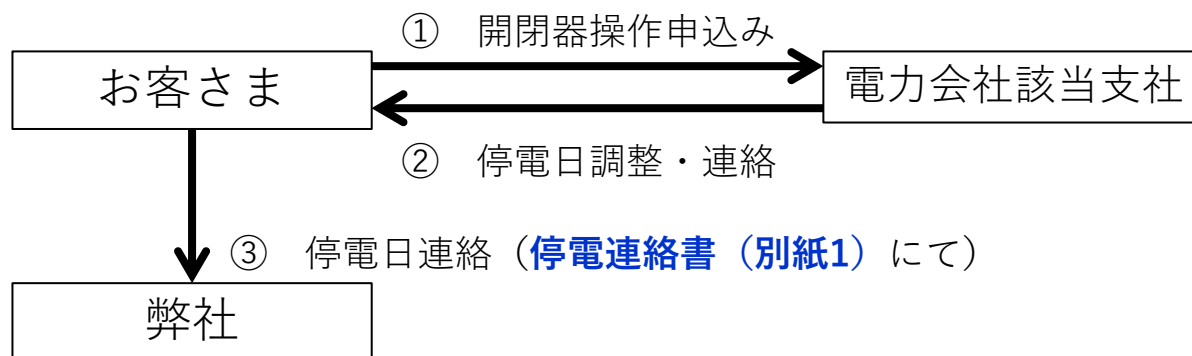 ① 開閉器操作申込み
お客さま
電力会社該当支社
② 停電日調整・連絡
③ 停電日連絡（停電連絡書（別紙1）にて）
弊社